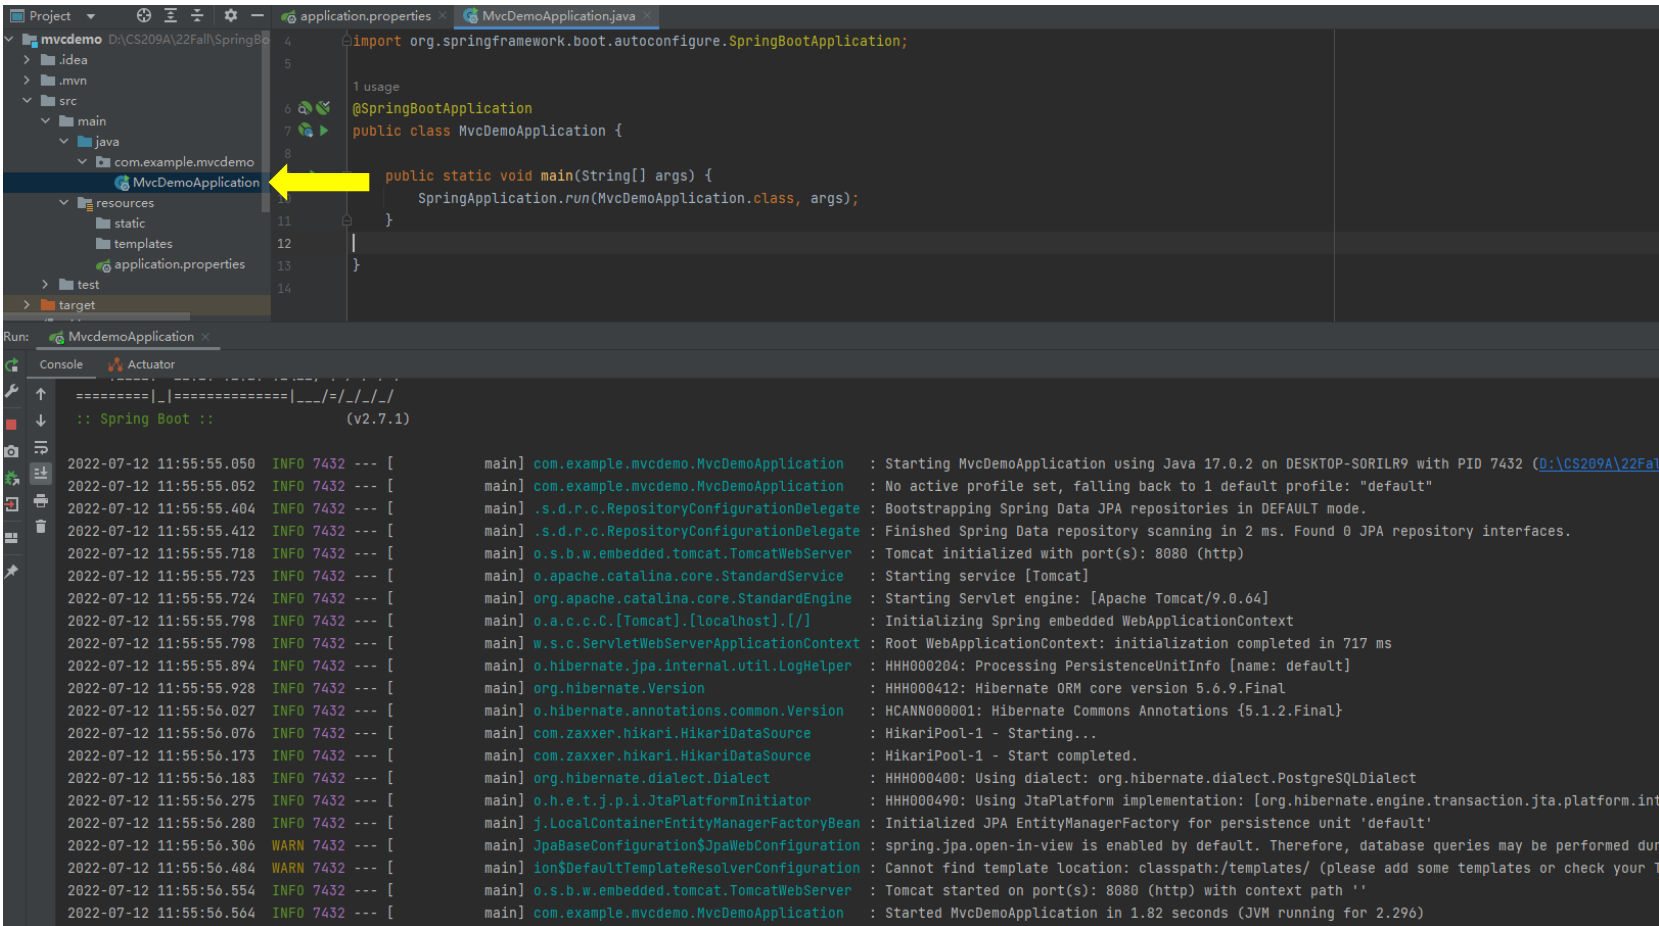 Project
application.properties
MvcDemoApplication.java
mvcdemo D:\CS209A\22Fall\SpringBo
.idea
.mvn
src
main
java
com.example.mvcdemo
MvcDemoApplication
resources
static
templates
application.properties
test
target
4 import org.springframework.boot.autoconfigure.SpringBootApplication;
5
1 usage
6 @SpringBootApplication
7 public class MvcDemoApplication {
8
public static void main(String[] args) {
10 SpringApplication.run(MvcDemoApplication.class, args);
11 }
12
13 }
14
Run: MvcdemoApplication
Console Actuator
=========|_|==============|___/=/_/_/_/
:: Spring Boot :: (v2.7.1)
2022-07-12 11:55:55.050 INFO 7432 --- [ main] com.example.mvcdemo.MvcDemoApplication : Starting MvcDemoApplication using Java 17.0.2 on DESKTOP-SORILR9 with PID 7432 (D:\CS209A\22Fal
2022-07-12 11:55:55.052 INFO 7432 --- [ main] com.example.mvcdemo.MvcDemoApplication : No active profile set, falling back to 1 default profile: "default"
2022-07-12 11:55:55.404 INFO 7432 --- [ main] .s.d.r.c.RepositoryConfigurationDelegate : Bootstrapping Spring Data JPA repositories in DEFAULT mode.
2022-07-12 11:55:55.412 INFO 7432 --- [ main] .s.d.r.c.RepositoryConfigurationDelegate : Finished Spring Data repository scanning in 2 ms. Found 0 JPA repository interfaces.
2022-07-12 11:55:55.718 INFO 7432 --- [ main] o.s.b.w.embedded.tomcat.TomcatWebServer : Tomcat initialized with port(s): 8080 (http)
2022-07-12 11:55:55.723 INFO 7432 --- [ main] o.apache.catalina.core.StandardService : Starting service [Tomcat]
2022-07-12 11:55:55.724 INFO 7432 --- [ main] org.apache.catalina.core.StandardEngine : Starting Servlet engine: [Apache Tomcat/9.0.64]
2022-07-12 11:55:55.798 INFO 7432 --- [ main] o.a.c.c.C.[Tomcat].[localhost].[/] : Initializing Spring embedded WebApplicationContext
2022-07-12 11:55:55.798 INFO 7432 --- [ main] w.s.c.ServletWebServerApplicationContext : Root WebApplicationContext: initialization completed in 717 ms
2022-07-12 11:55:55.894 INFO 7432 --- [ main] o.hibernate.jpa.internal.util.LogHelper : HHH000204: Processing PersistenceUnitInfo [name: default]
2022-07-12 11:55:55.928 INFO 7432 --- [ main] org.hibernate.Version : HHH000412: Hibernate ORM core version 5.6.9.Final
2022-07-12 11:55:56.027 INFO 7432 --- [ main] o.hibernate.annotations.common.Version : HCANN000001: Hibernate Commons Annotations {5.1.2.Final}
2022-07-12 11:55:56.076 INFO 7432 --- [ main] com.zaxxer.hikari.HikariDataSource : HikariPool-1 - Starting...
2022-07-12 11:55:56.173 INFO 7432 --- [ main] com.zaxxer.hikari.HikariDataSource : HikariPool-1 - Start completed.
2022-07-12 11:55:56.183 INFO 7432 --- [ main] org.hibernate.dialect.Dialect : HHH000400: Using dialect: org.hibernate.dialect.PostgreSQLDialect
2022-07-12 11:55:56.275 INFO 7432 --- [ main] o.h.e.t.j.p.i.JtaPlatformInitiator : HHH000490: Using JtaPlatform implementation: [org.hibernate.engine.transaction.jta.platform.int
2022-07-12 11:55:56.280 INFO 7432 --- [ main] j.LocalContainerEntityManagerFactoryBean : Initialized JPA EntityManagerFactory for persistence unit 'default'
2022-07-12 11:55:56.306 WARN 7432 --- [ main] JpaBaseConfiguration$JpaWebConfiguration : spring.jpa.open-in-view is enabled by default. Therefore, database queries may be performed dur
2022-07-12 11:55:56.484 WARN 7432 --- [ main] ion$DefaultTemplateResolverConfiguration : Cannot find template location: classpath:/templates/ (please add some templates or check your T
2022-07-12 11:55:56.554 INFO 7432 --- [ main] o.s.b.w.embedded.tomcat.TomcatWebServer : Tomcat started on port(s): 8080 (http) with context path ''
2022-07-12 11:55:56.564 INFO 7432 --- [ main] com.example.mvcdemo.MvcDemoApplication : Started MvcDemoApplication in 1.82 seconds (JVM running for 2.296)